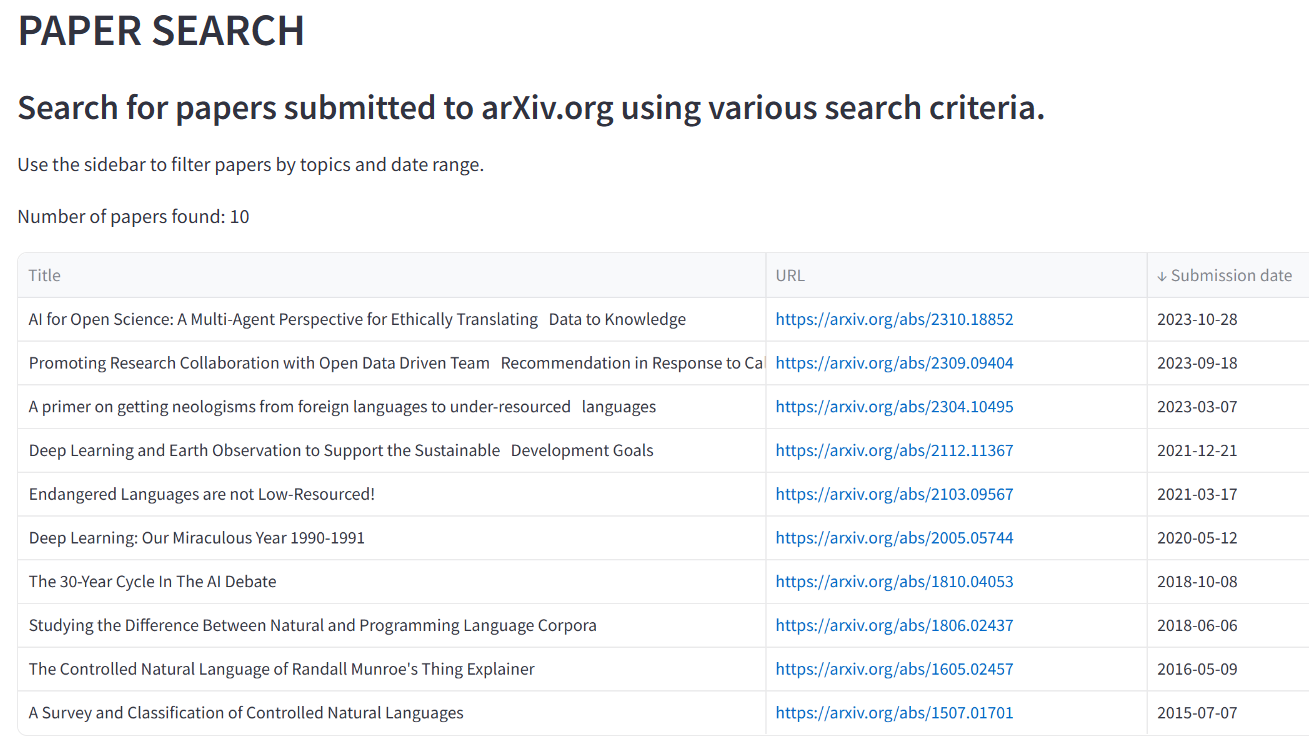 PAPER SEARCH
Search for papers submitted to arXiv.org using various search criteria.
Use the sidebar to filter papers by topics and date range.
Number of papers found: 10
Title URL ↓ Submission date
AI for Open Science: A Multi-Agent Perspective for Ethically Translating Data to Knowledge https://arxiv.org/abs/2310.18852 2023-10-28
Promoting Research Collaboration with Open Data Driven Team Recommendation in Response to Cal https://arxiv.org/abs/2309.09404 2023-09-18
A primer on getting neologisms from foreign languages to under-resourced languages https://arxiv.org/abs/2304.10495 2023-03-07
Deep Learning and Earth Observation to Support the Sustainable Development Goals https://arxiv.org/abs/2112.11367 2021-12-21
Endangered Languages are not Low-Resourced! https://arxiv.org/abs/2103.09567 2021-03-17
Deep Learning: Our Miraculous Year 1990-1991 https://arxiv.org/abs/2005.05744 2020-05-12
The 30-Year Cycle In The AI Debate https://arxiv.org/abs/1810.04053 2018-10-08
Studying the Difference Between Natural and Programming Language Corpora https://arxiv.org/abs/1806.02437 2018-06-06
The Controlled Natural Language of Randall Munroe's Thing Explainer https://arxiv.org/abs/1605.02457 2016-05-09
A Survey and Classification of Controlled Natural Languages https://arxiv.org/abs/1507.01701 2015-07-07